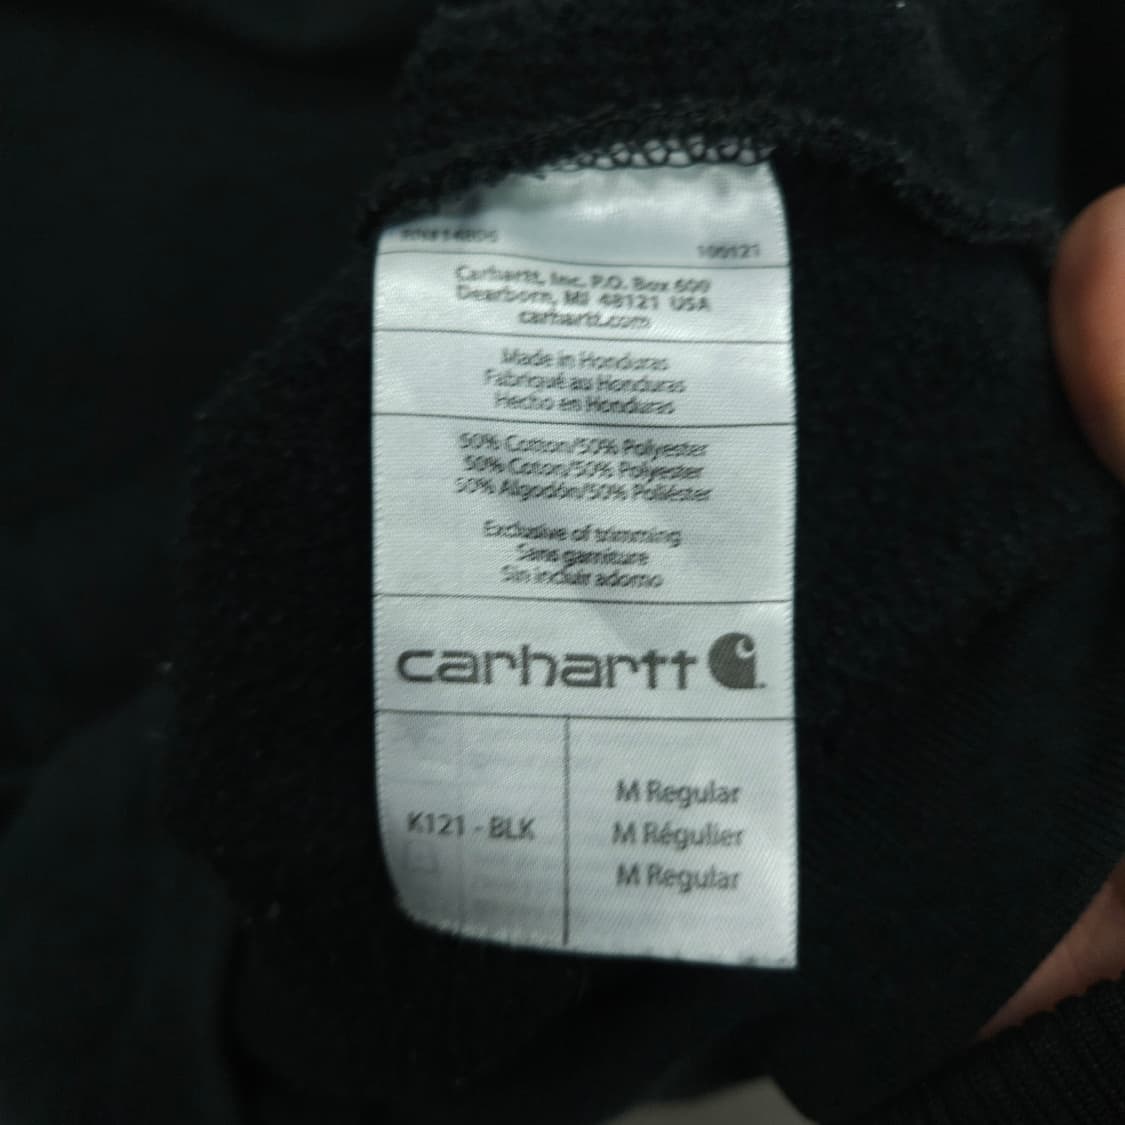 RN#14806 100121
Carhartt, Inc. P.O. Box 600
Dearborn, MI 48121 USA
carhartt.com
Made in Honduras
Fabriqué au Honduras
Hecho en Honduras
50% Cotton/50% Polyester
50% Coton/50% Polyester
50% Algodón/50% Poliéster
Exclusive of trimming
Sans garniture
Sin incluir adorno
carhartt
K121 - BLK
M Regular
M Régulier
M Regular